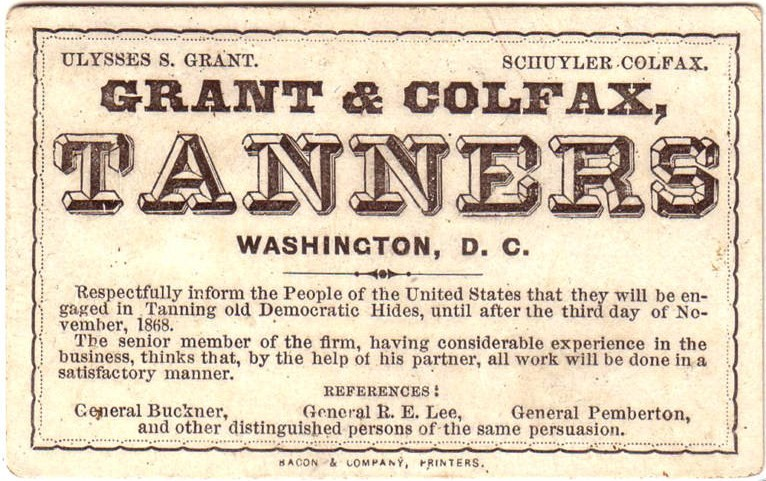 ULYSSES S. GRANT. SCHUYLER COLFAX.
GRANT & COLFAX,
TANNERS
WASHINGTON, D. C.
Respectfully inform the People of the United States that they will be en-
gaged in Tanning old Democratic Hides, until after the third day of No-
vember, 1868.
The senior member of the firm, having considerable experience in the
business, thinks that, by the help of his partner, all work will be done in a
satisfactory manner.
REFERENCES:
General Buckner, General R. E. Lee, General Pemberton,
and other distinguished persons of the same persuasion.
BACON & COMPANY, PRINTERS.